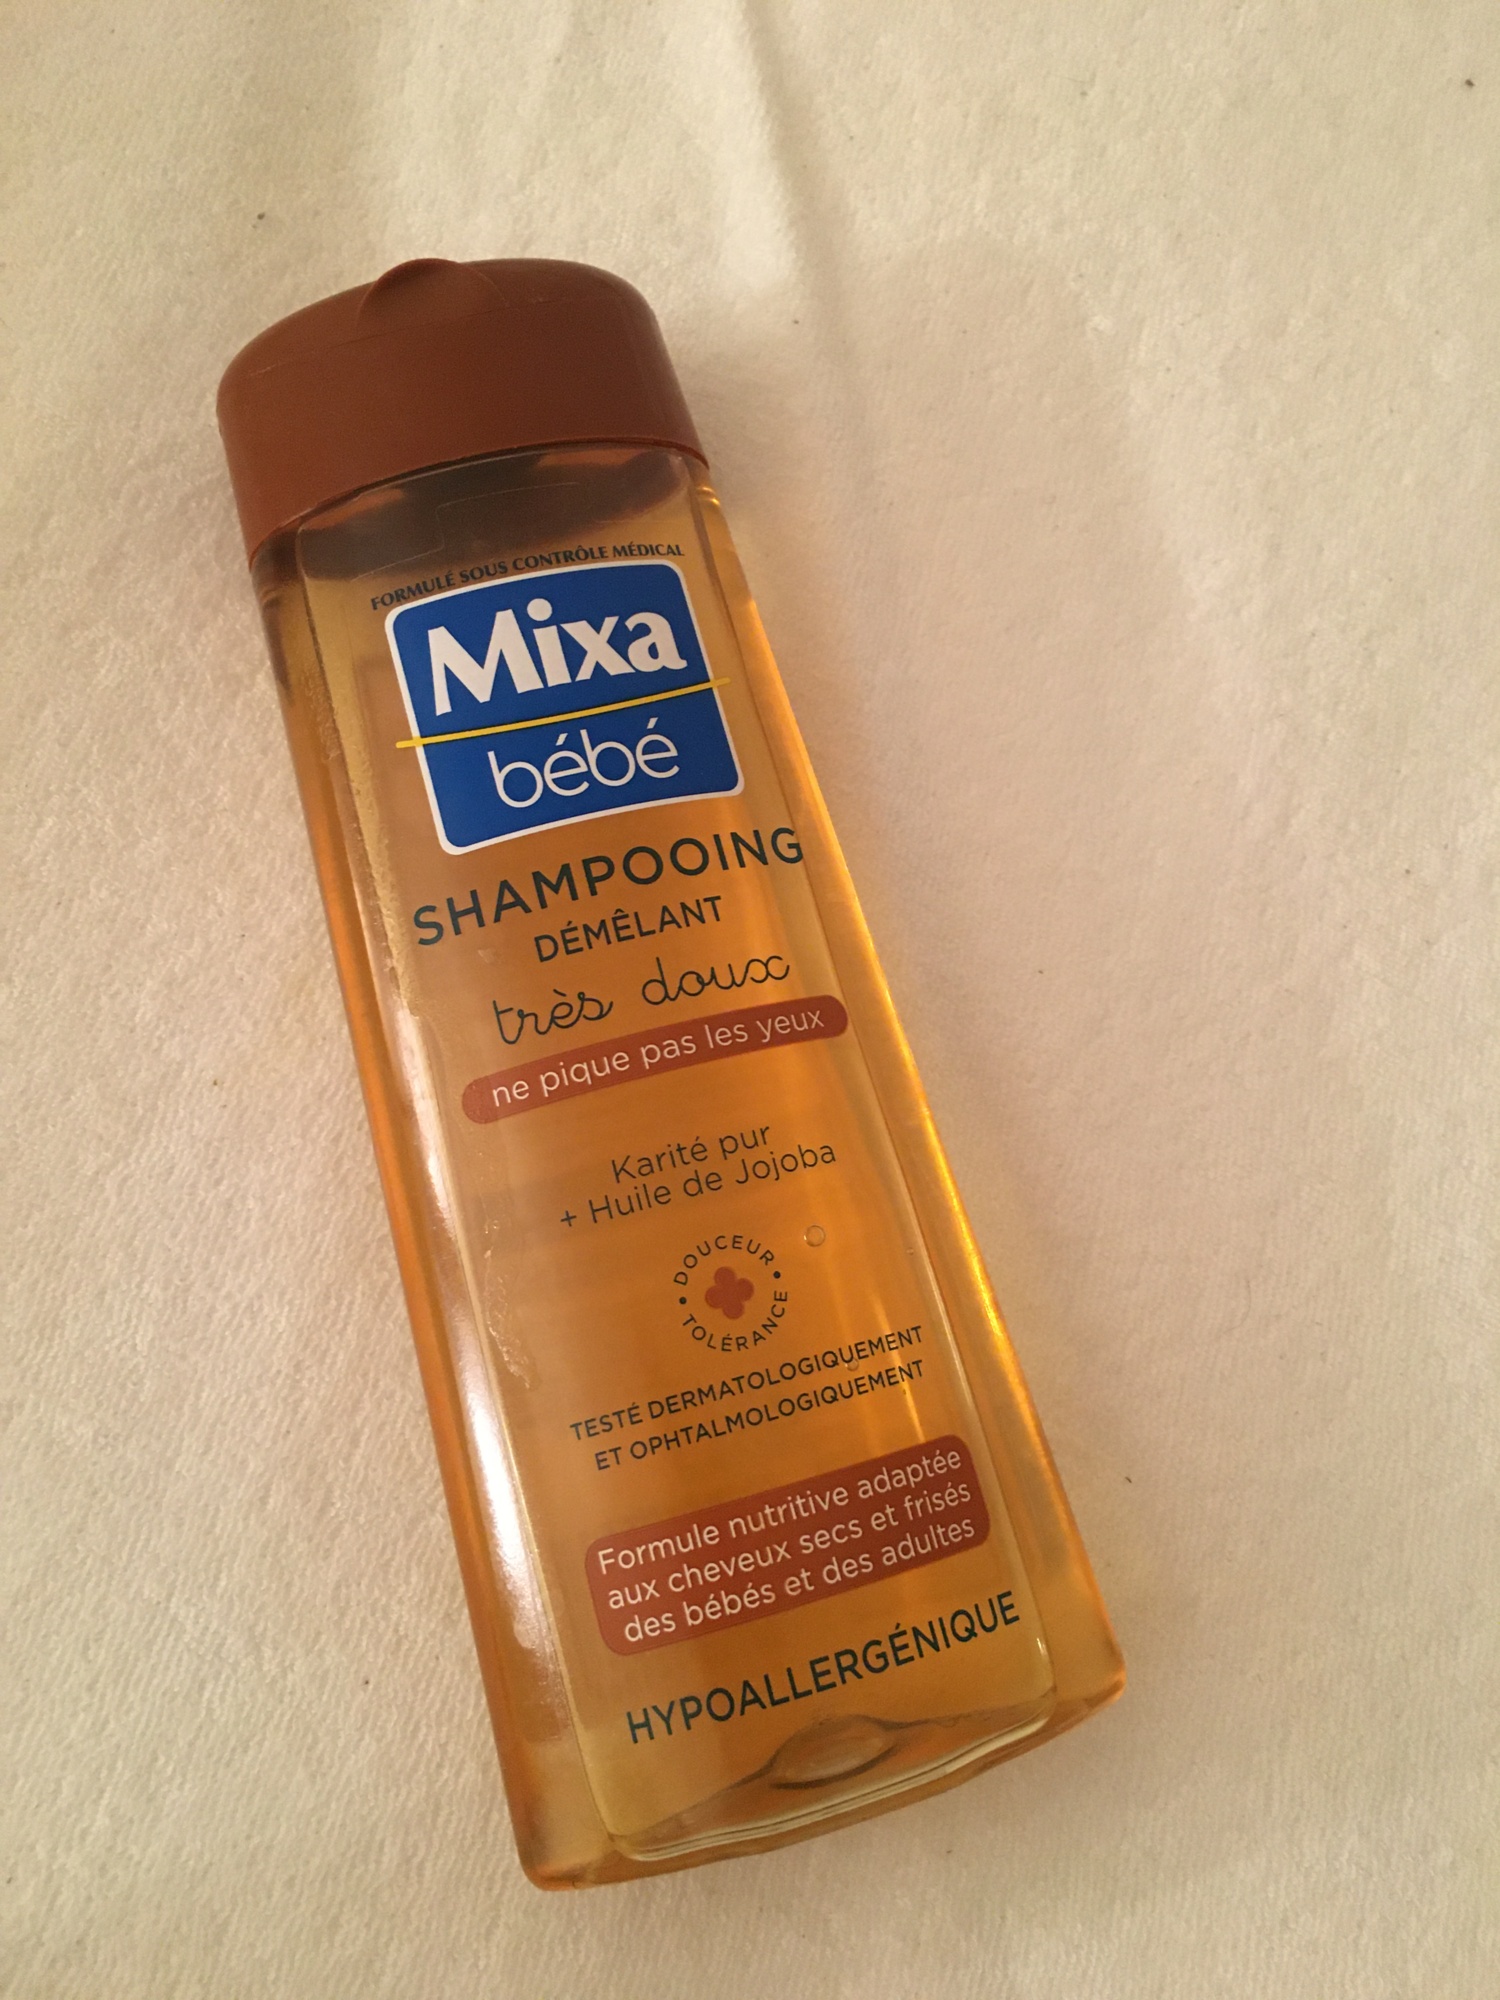 FORMULÉ SOUS CONTRÔLE MÉDICAL
Mixa
bébé
SHAMPOOING
DÉMÊLANT
très doux
ne pique pas les yeux
Karité pur
+ Huile de Jojoba
DOUCEUR
TOLÉRANCE
TESTÉ DERMATOLOGIQUEMENT
ET OPHTALMOLOGIQUEMENT
Formule nutritive adaptée
aux cheveux secs et frisés
des bébés et des adultes
HYPOALLERGÉNIQUE